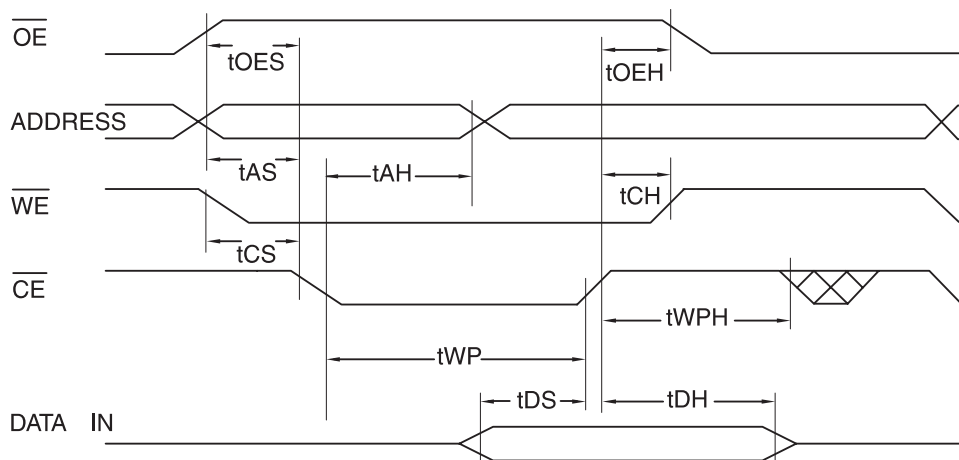 OE
tOES
tOEH
ADDRESS
tAS
tAH
tCH
WE
tCS
CE
tWPH
tWP
tDS
tDH
DATA IN